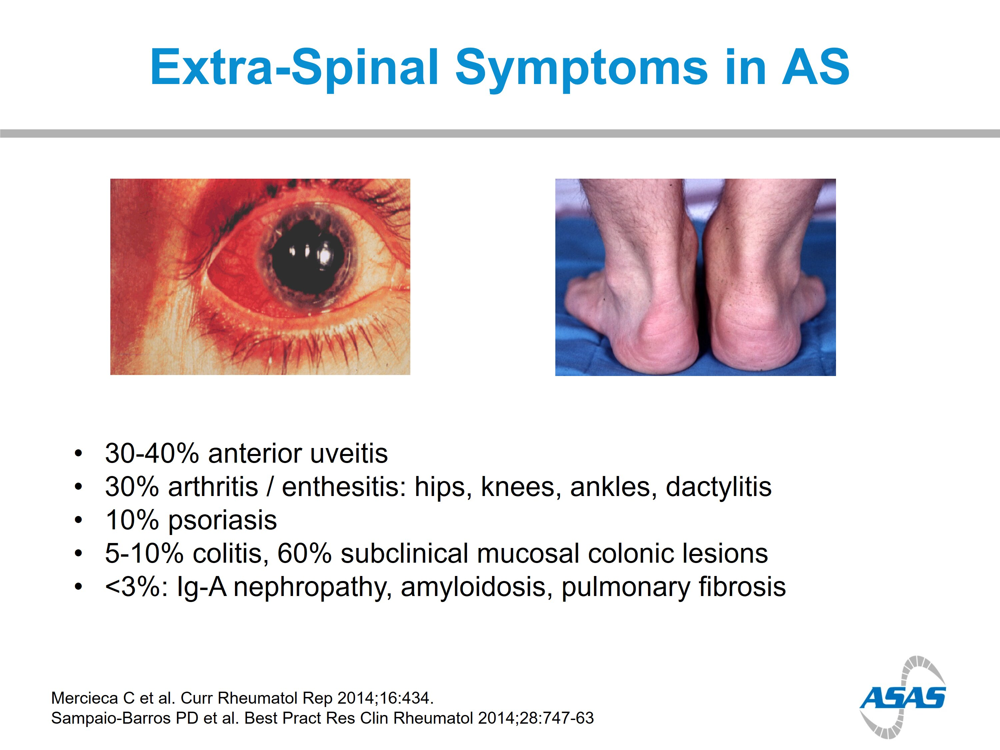 Extra-Spinal Symptoms in AS
• 30-40% anterior uveitis
• 30% arthritis / enthesitis: hips, knees, ankles, dactylitis
• 10% psoriasis
• 5-10% colitis, 60% subclinical mucosal colonic lesions
• <3%: Ig-A nephropathy, amyloidosis, pulmonary fibrosis
Mercieca C et al. Curr Rheumatol Rep 2014;16:434.
Sampaio-Barros PD et al. Best Pract Res Clin Rheumatol 2014;28:747-63
ASAS